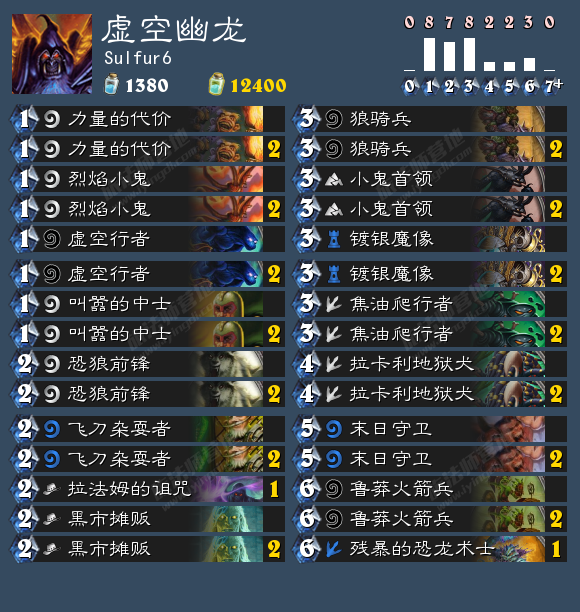 虚空幽龙
Sulfur6
1380
12400
0 8 7 8 2 2 3 0
0 1 2 3 4 5 6 7+
1 力量的代价
1 力量的代价 2
1 烈焰小鬼
1 烈焰小鬼 2
1 虚空行者
1 虚空行者 2
1 叫嚣的中士
1 叫嚣的中士 2
2 恐狼前锋
2 恐狼前锋 2
2 飞刀杂耍者
2 飞刀杂耍者 2
2 拉法姆的诅咒 1
2 黑市摊贩
2 黑市摊贩 2
3 狼骑兵
3 狼骑兵 2
3 小鬼首领
3 小鬼首领 2
3 镀银魔像
3 镀银魔像 2
3 焦油爬行者
3 焦油爬行者 2
4 拉卡利地狱犬
4 拉卡利地狱犬 2
5 末日守卫
5 末日守卫 2
6 鲁莽火箭兵
6 鲁莽火箭兵 2
6 残暴的恐龙术士 1